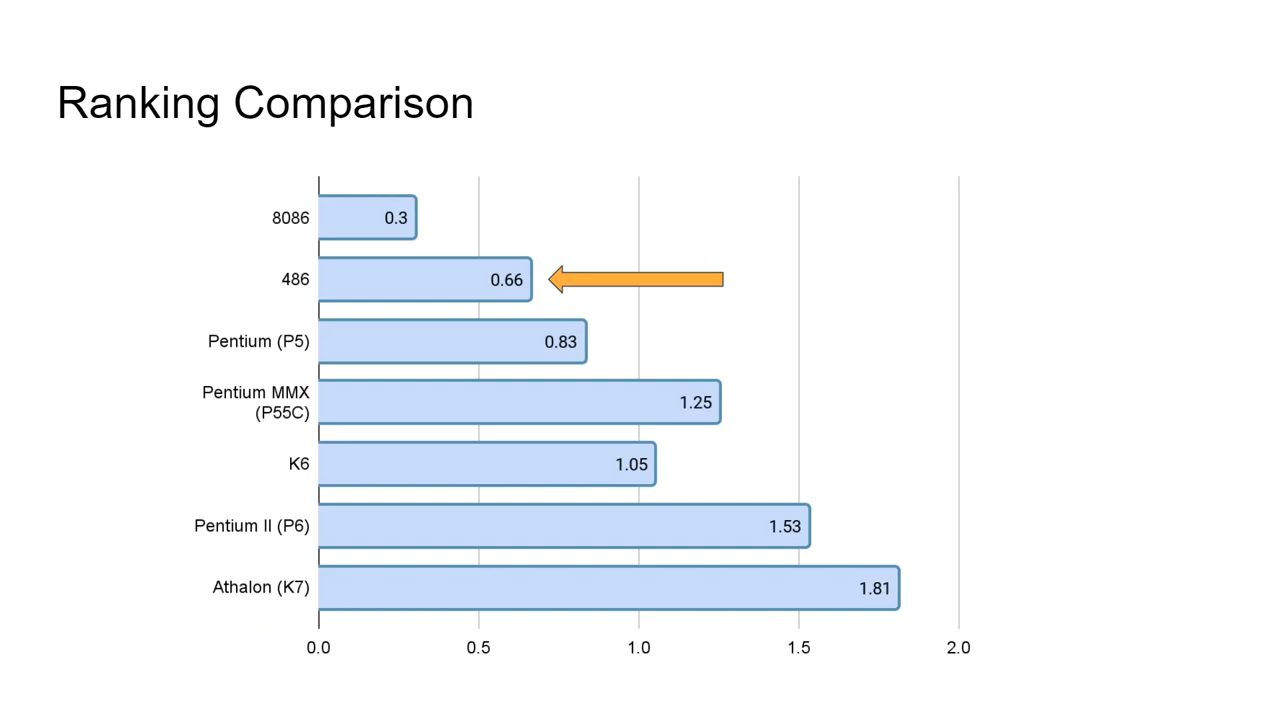 Ranking Comparison
8086
0.3
486
0.66
Pentium (P5)
0.83
Pentium MMX
(P55C)
1.25
K6
1.05
Pentium II (P6)
1.53
Athalon (K7)
1.81
0.0 0.5 1.0 1.5 2.0